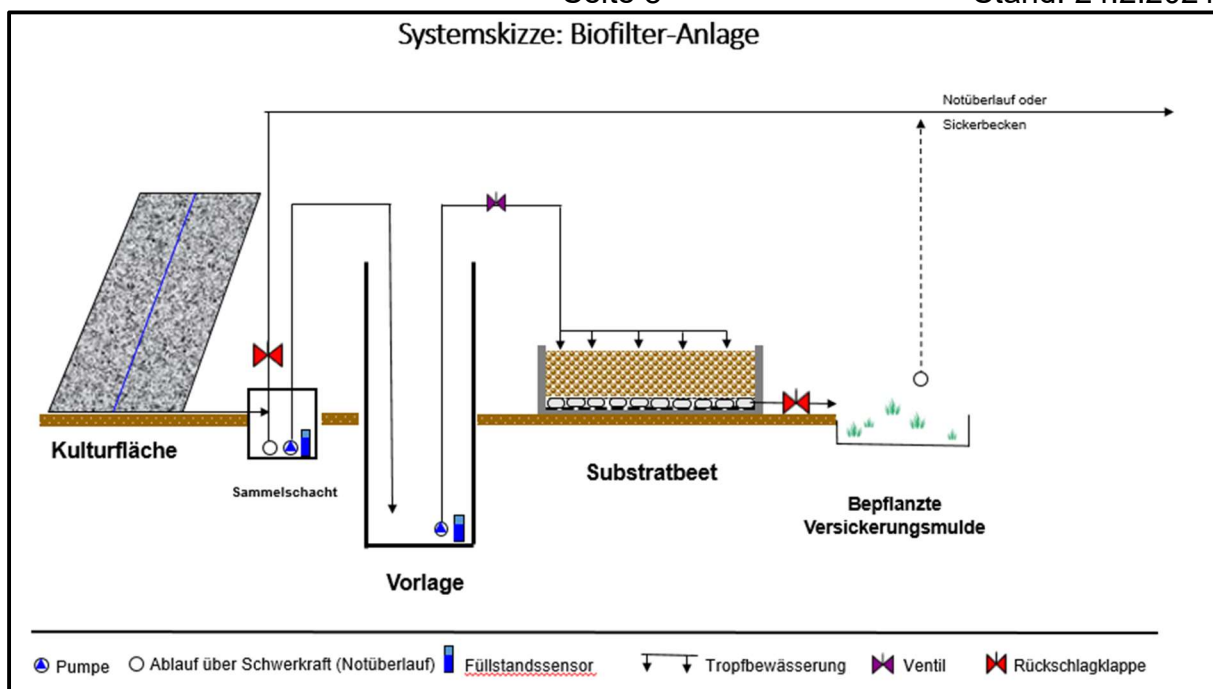 Systemskizze: Biofilter-Anlage
Notüberlauf oder
Sickerbecken
Kulturfläche
Sammelschacht
Substratbeet
Bepflanzte
Versickerungsmulde
Vorlage
Pumpe Ablauf über Schwerkraft (Notüberlauf) Füllstandssensor Tropfbewässerung Ventil Rückschlagklappe